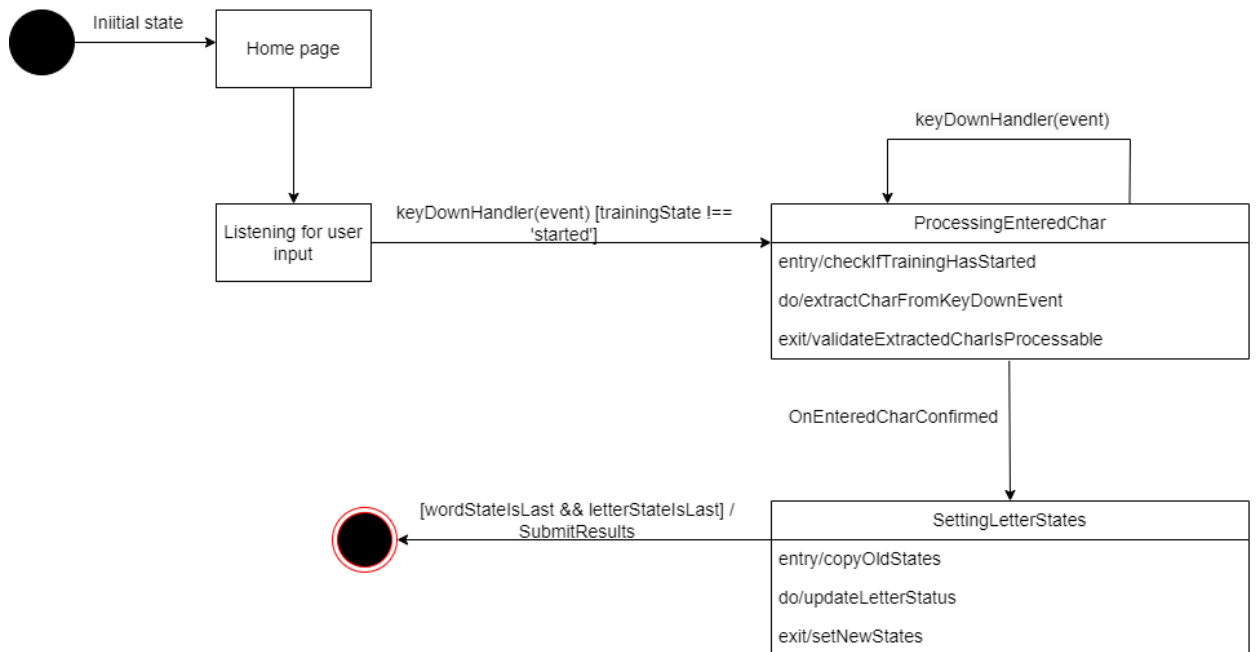 Iniitial state
Home page
keyDownHandler(event)
Listening for user
input
keyDownHandler(event) [trainingState !==
'started']
ProcessingEnteredChar
entry/checkIfTrainingHasStarted
do/extractCharFromKeyDownEvent
exit/validateExtractedCharIsProcessable
OnEnteredCharConfirmed
[wordStateIsLast && letterStateIsLast] /
SubmitResults
SettingLetterStates
entry/copyOldStates
do/updateLetterStatus
exit/setNewStates